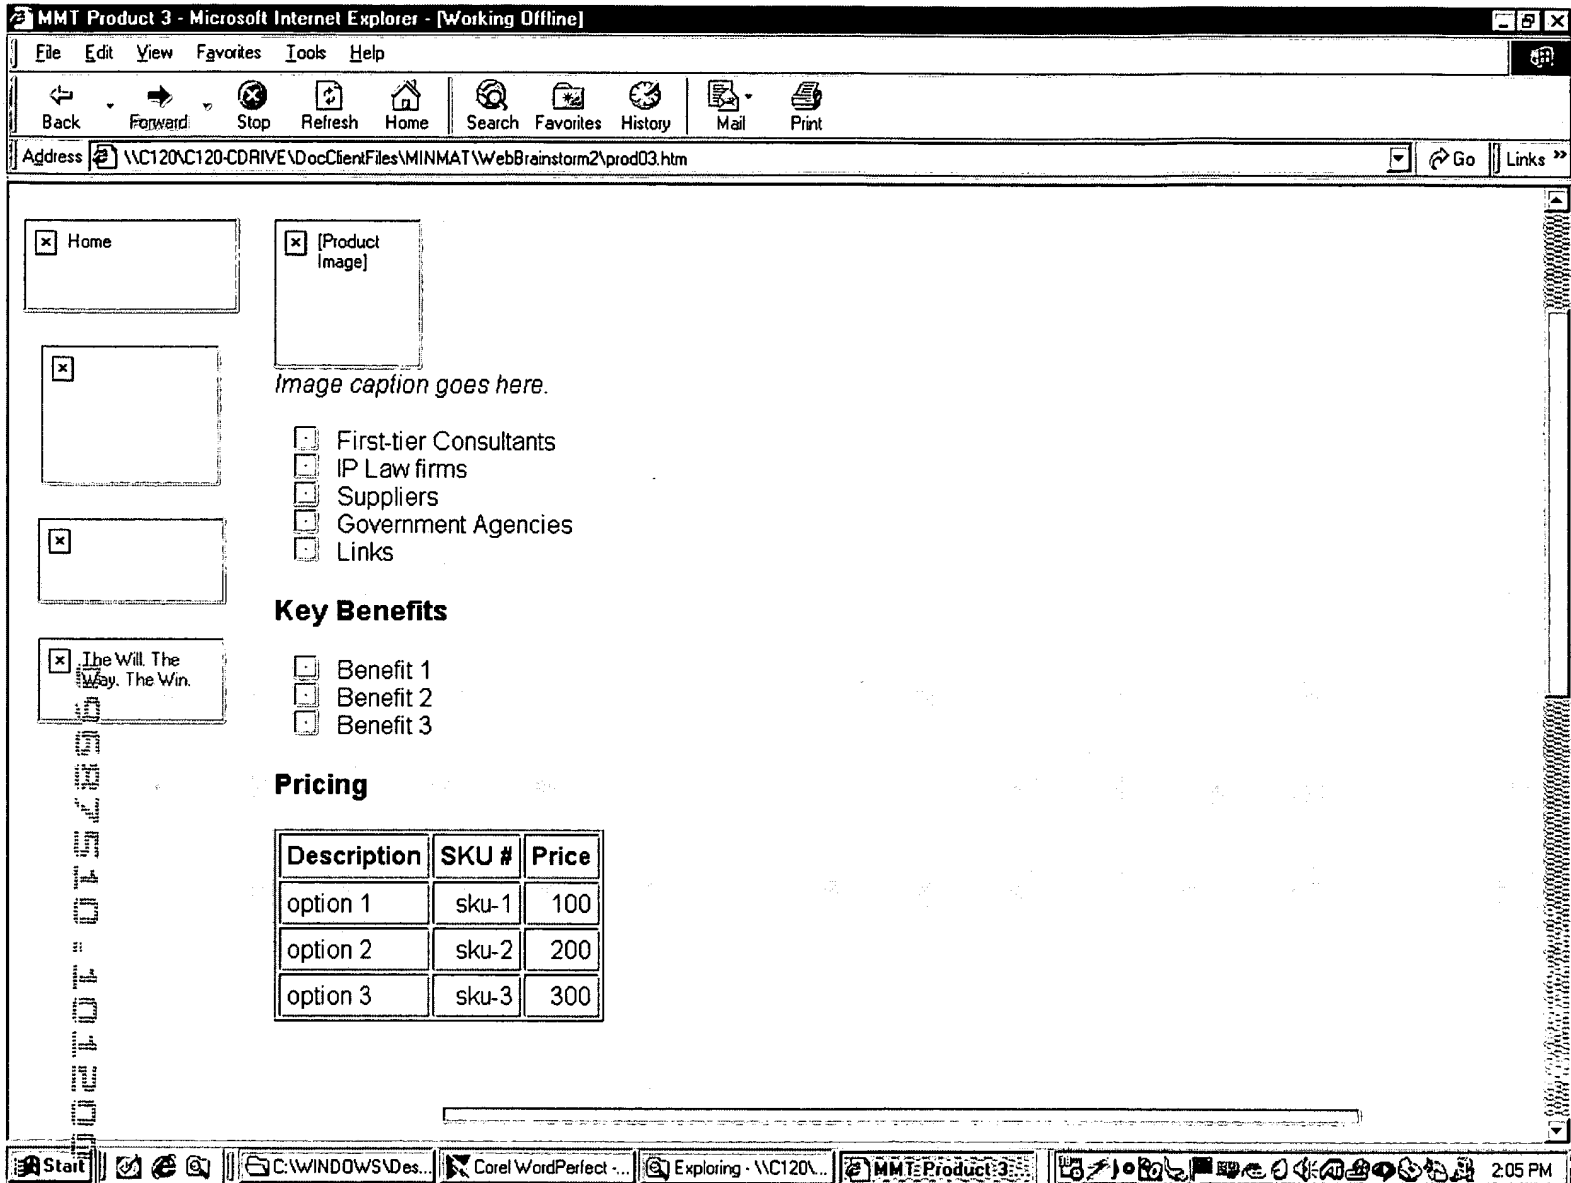 MMT Product 3 - Microsoft Internet Explorer - [Working Offline]
File Edit View Favorites Tools Help
Back Forward Stop Refresh Home Search Favorites History Mail Print
Address \\C120\C120-CDRIVE\DocClientFiles\MINMAT\WebBrainstorm2\prod03.htm Go Links »
Home
[Product
Image]
Image caption goes here.
First-tier Consultants
IP Law firms
Suppliers
Government Agencies
Links
Key Benefits
The Will. The
Way. The Win.
Benefit 1
Benefit 2
Benefit 3
Pricing
Description SKU # Price
option 1 sku-1 100
option 2 sku-2 200
option 3 sku-3 300
Start C:\WINDOWS\Des... Corel WordPerfect -... Exploring - \\C120\... MMT Product 3 2:05 PM